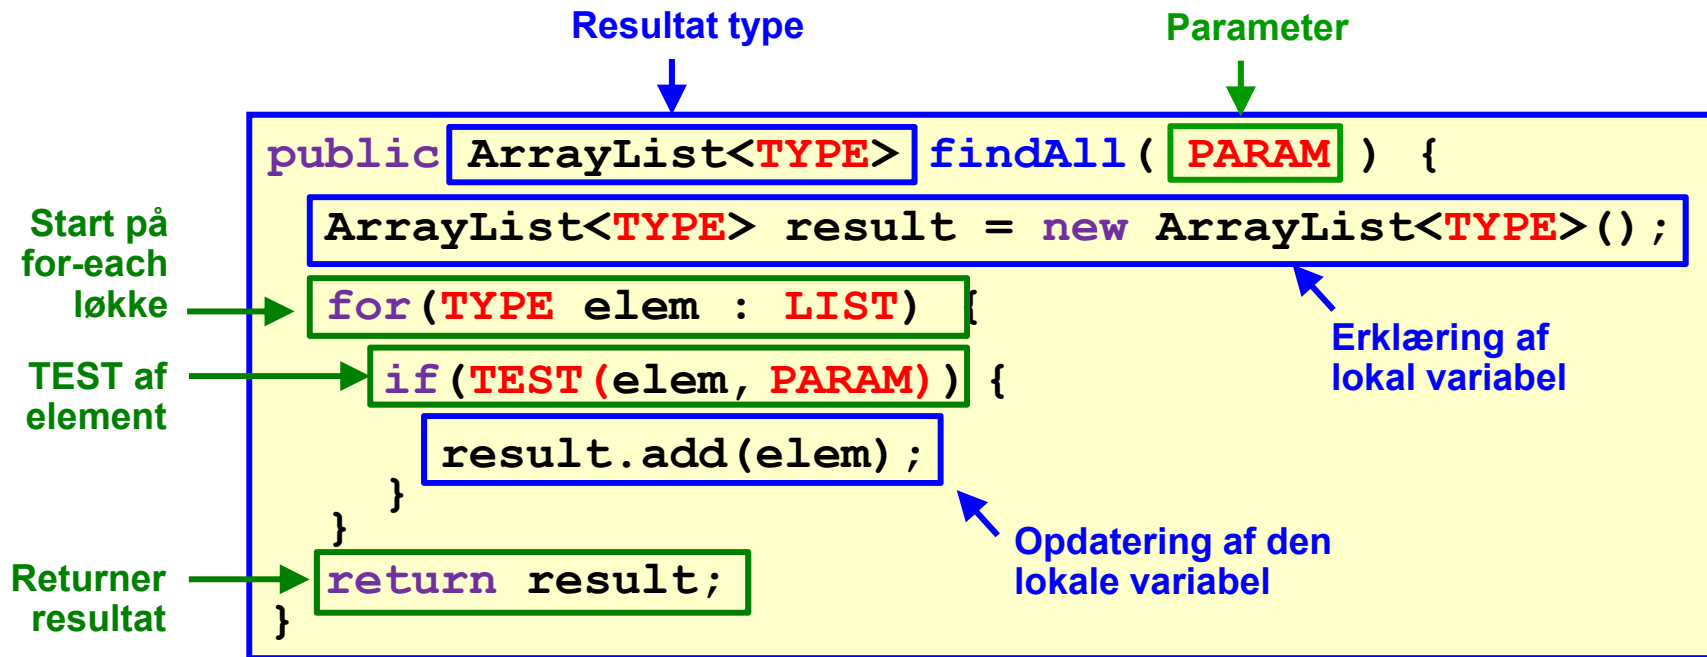 Resultat type
Parameter
public ArrayList<TYPE> findAll( PARAM ) {
ArrayList<TYPE> result = new ArrayList<TYPE>();
Start på
for-each
løkke
for(TYPE elem : LIST) {
Erklæring af
lokal variabel
TEST af
element
if(TEST(elem, PARAM)) {
result.add(elem);
}
}
Opdatering af den
lokale variabel
Returner
resultat
return result;
}